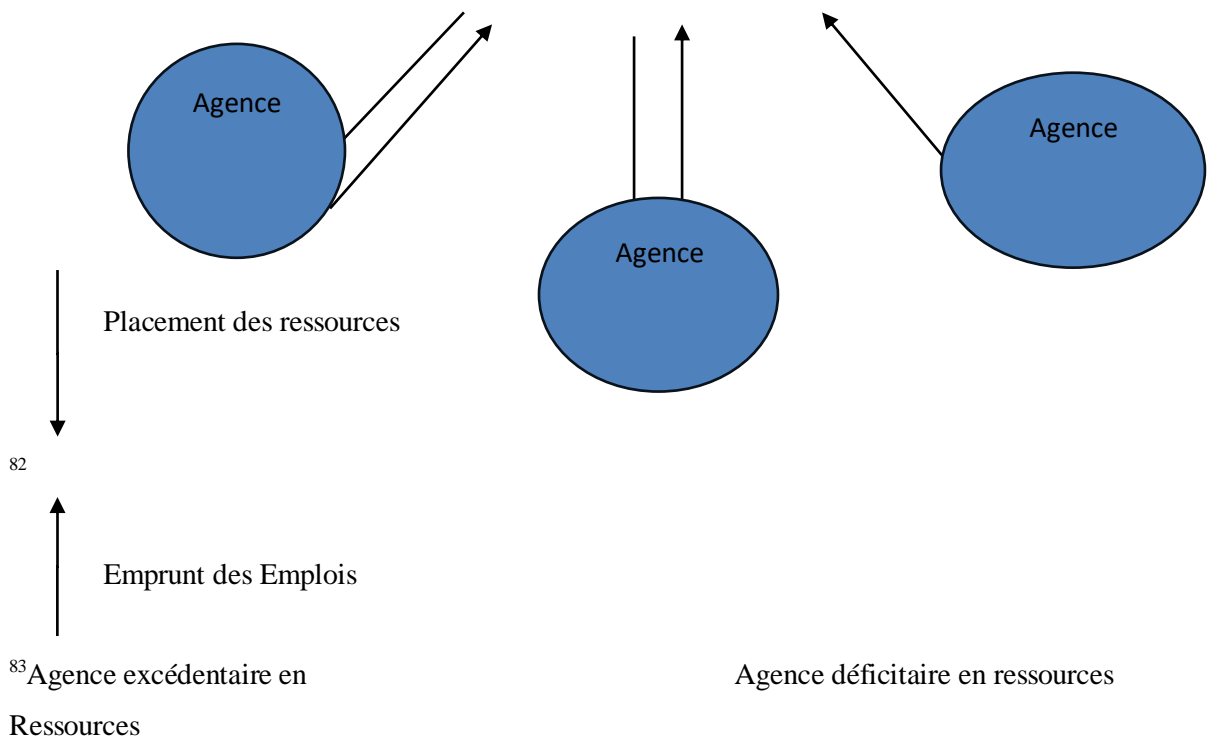 Agence
Agence
Agence
Placement des ressources
82
Emprunt des Emplois
83Agence excédentaire en
Agence déficitaire en ressources
Ressources